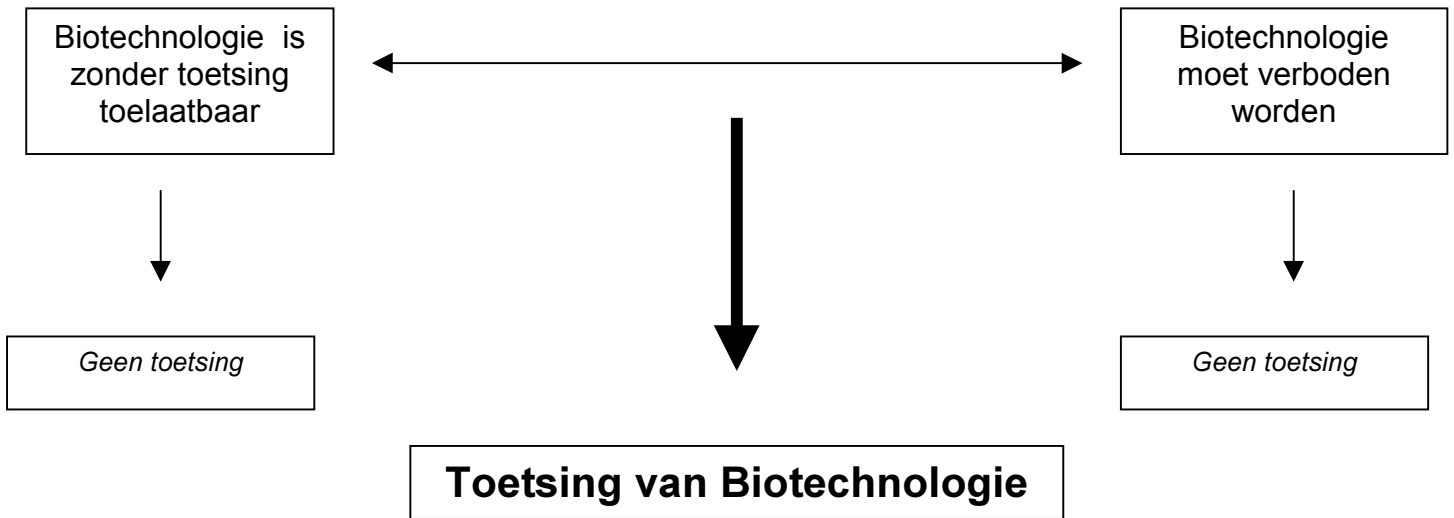 Biotechnologie is
zonder toetsing
toelaatbaar
Biotechnologie
moet verboden
worden
Geen toetsing
Geen toetsing
Toetsing van Biotechnologie